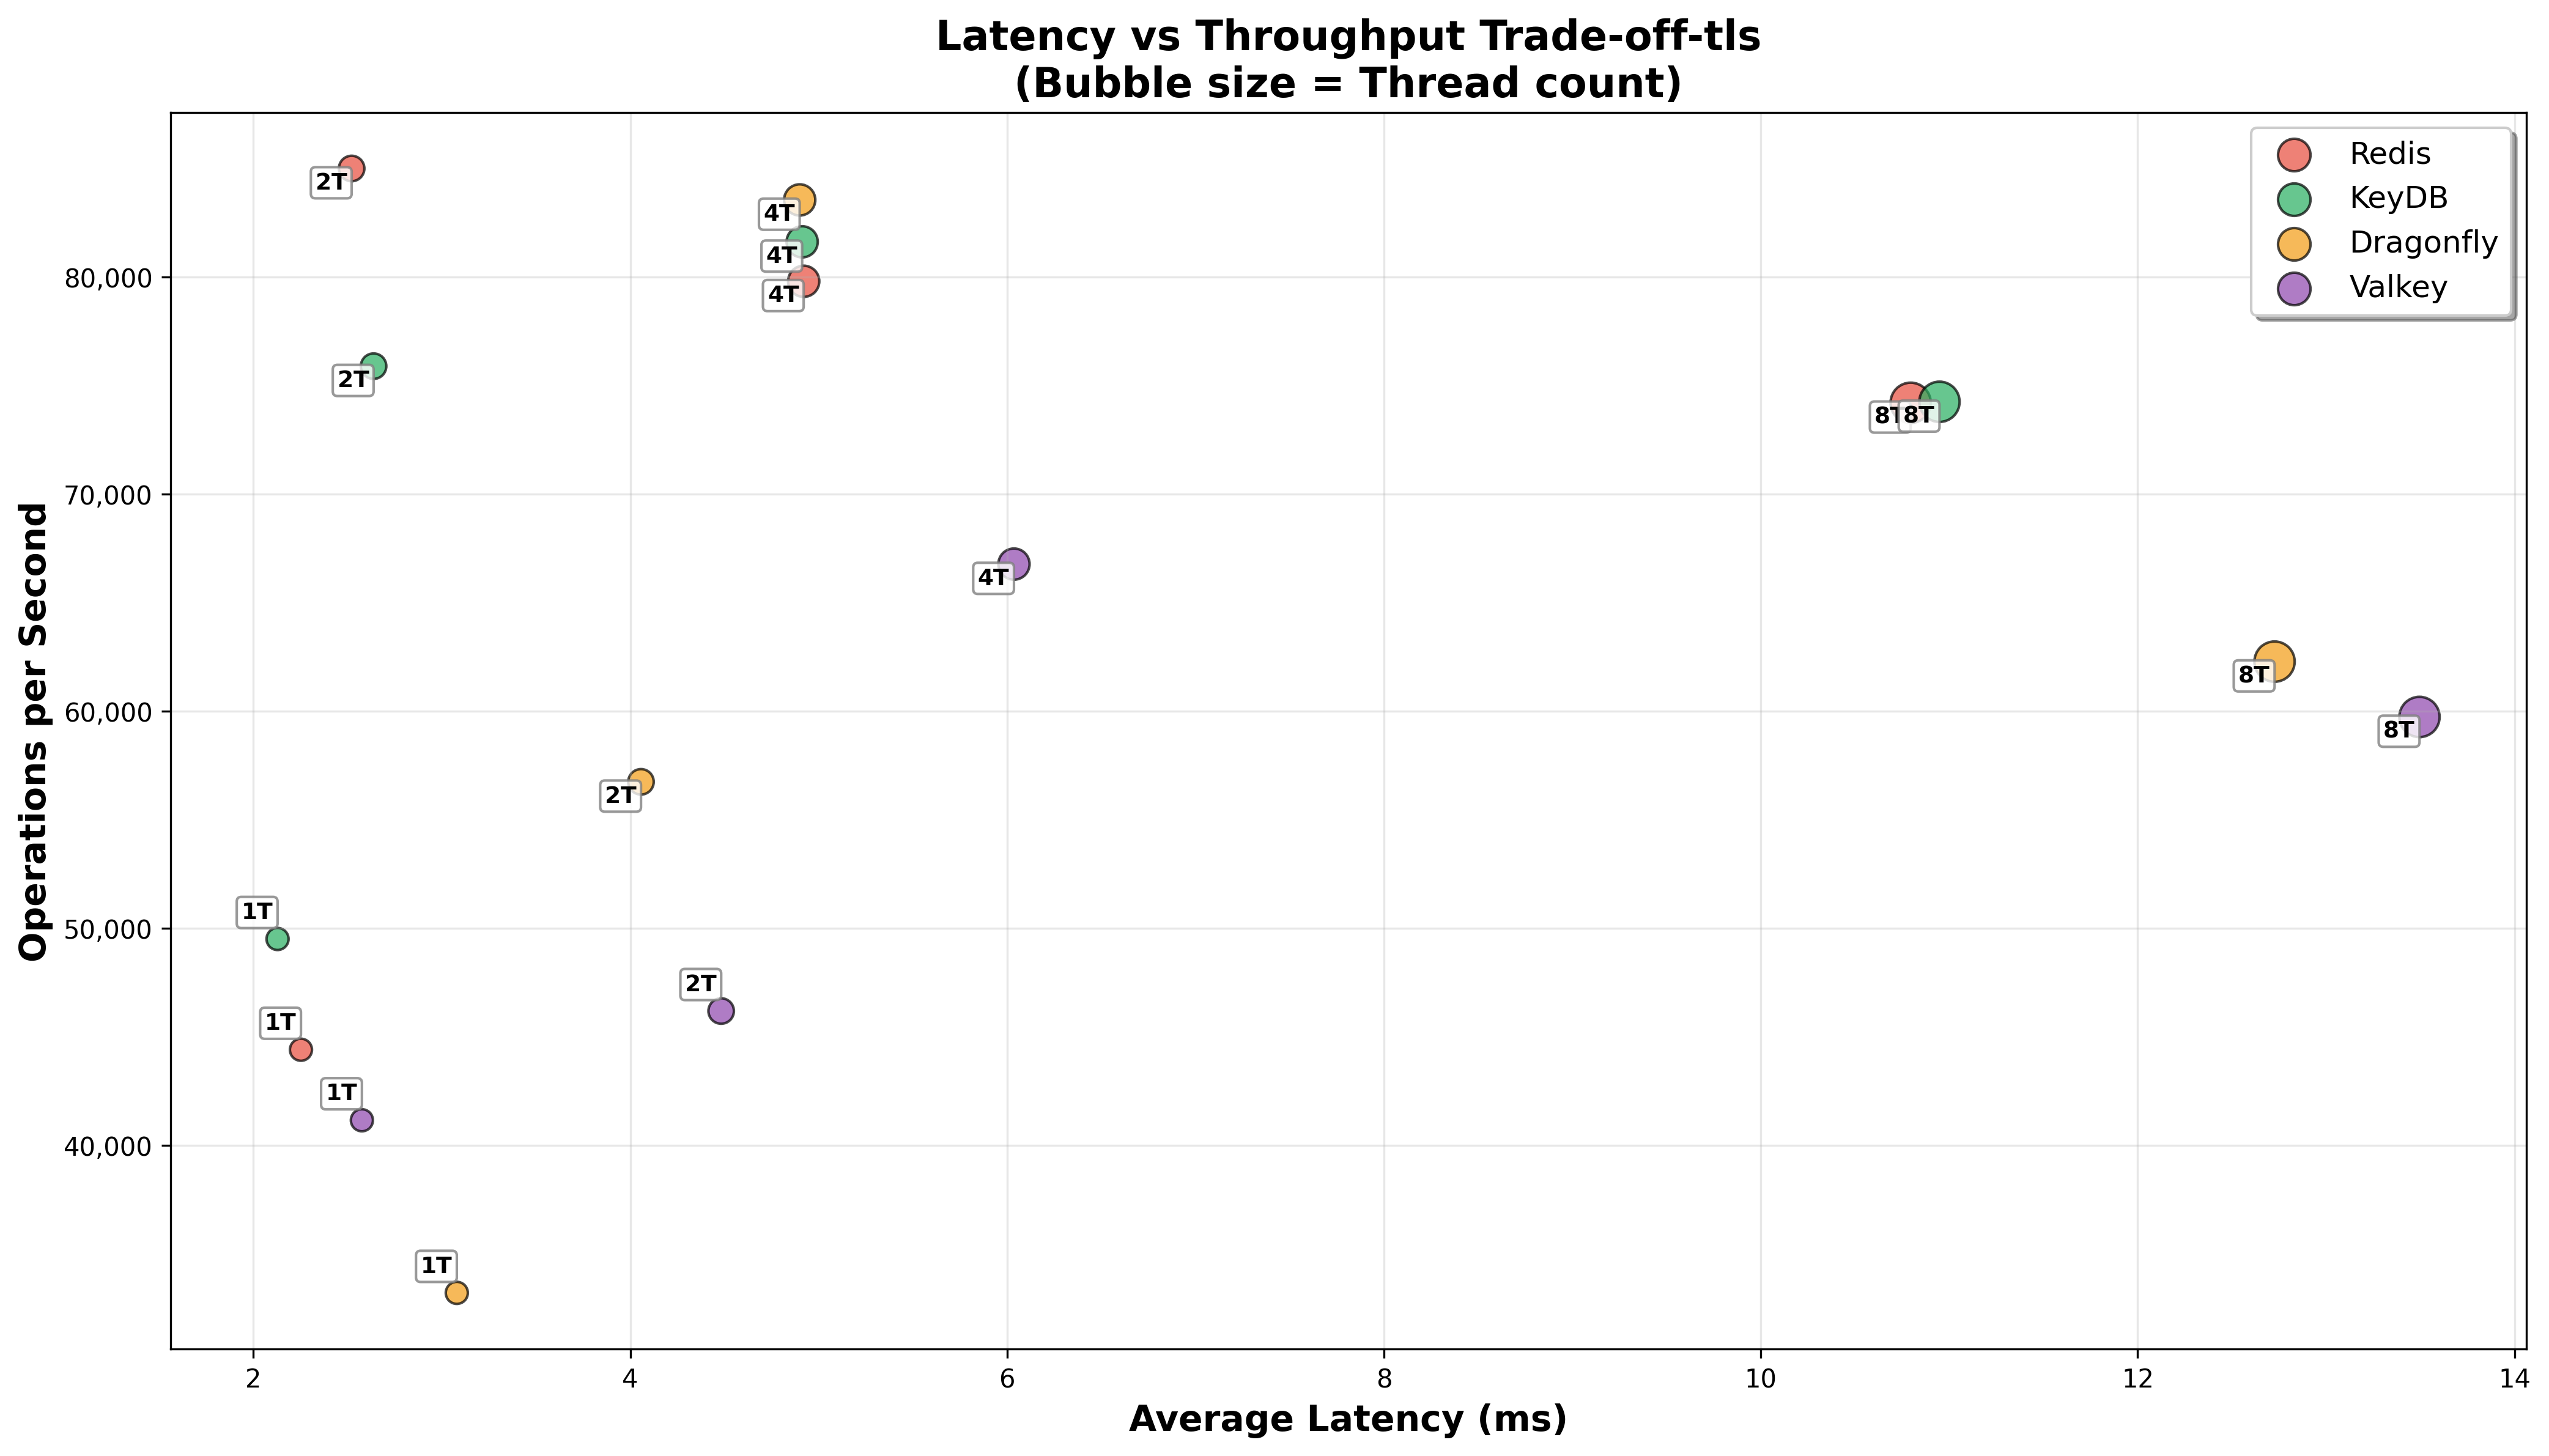 Latency vs Throughput Trade-off-tls
(Bubble size = Thread count)
Redis
KeyDB
Dragonfly
Valkey
2T
4T
4T
4T
2T
8T
8T
4T
8T
8T
2T
1T
2T
1T
1T
1T
80,000
70,000
60,000
50,000
40,000
Operations per Second
2
4
6
8
10
12
14
Average Latency (ms)